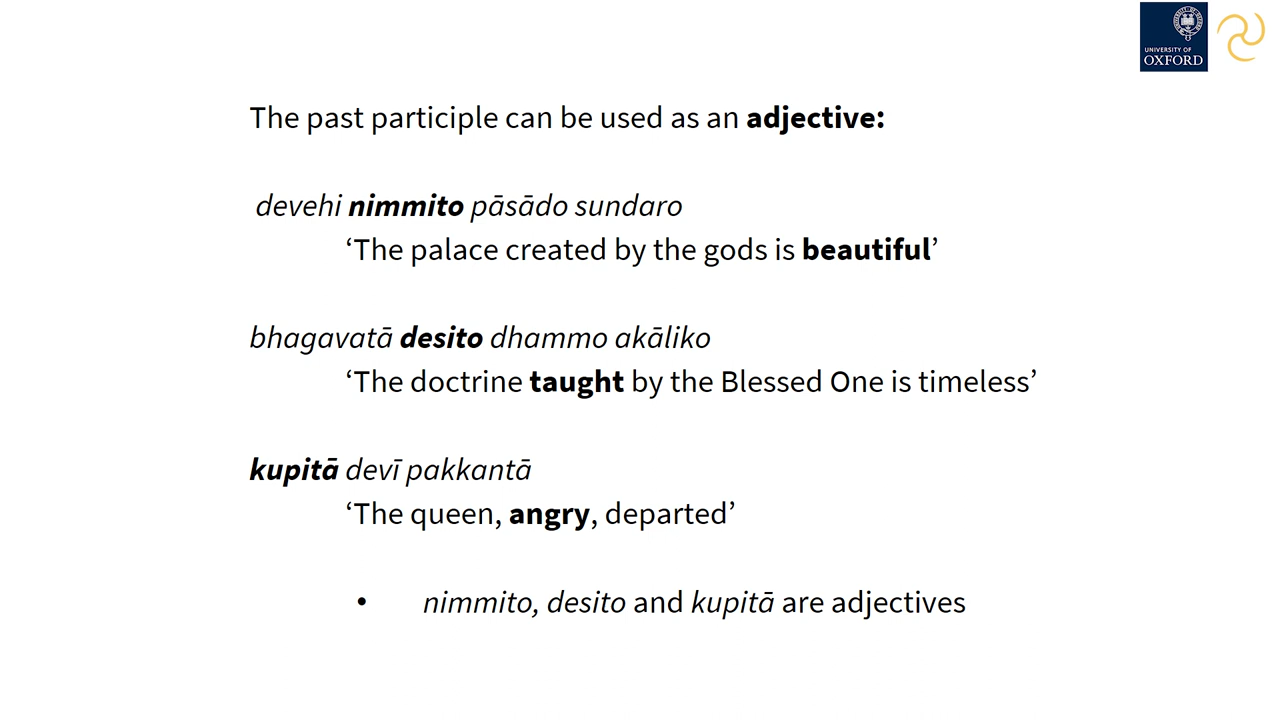 UNIVERSITY OF
OXFORD
The past participle can be used as an adjective:
devehi nimmito pāsādo sundaro
‘The palace created by the gods is beautiful’
bhagavatā desito dhammo akāliko
‘The doctrine taught by the Blessed One is timeless’
kupitā devī pakkantā
‘The queen, angry, departed’
• nimmito, desito and kupitā are adjectives